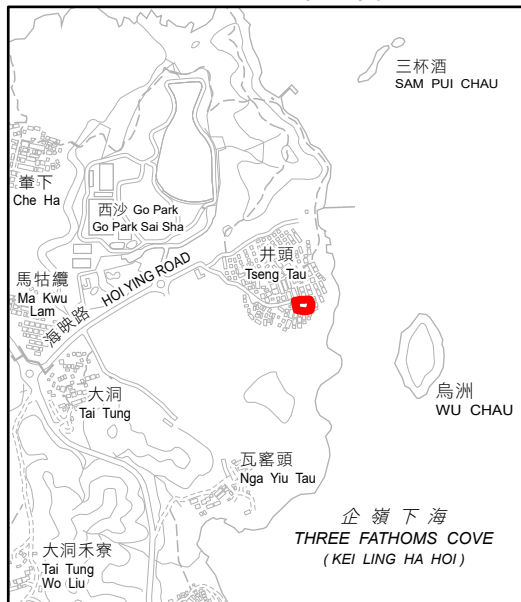 三杯酒
SAM PUI CHAU
輋下
Che Ha
西沙 Go Park
Go Park Sai Sha
井頭
Tseng Tau
馬牯纜
Ma Kwu
Lam
海映路 HOI YING ROAD
烏洲
WU CHAU
大洞
Tai Tung
瓦窰頭
Nga Yiu Tau
企嶺下海
THREE FATHOMS COVE
(KEI LING HA HOI)
大洞禾寮
Tai Tung
Wo Liu